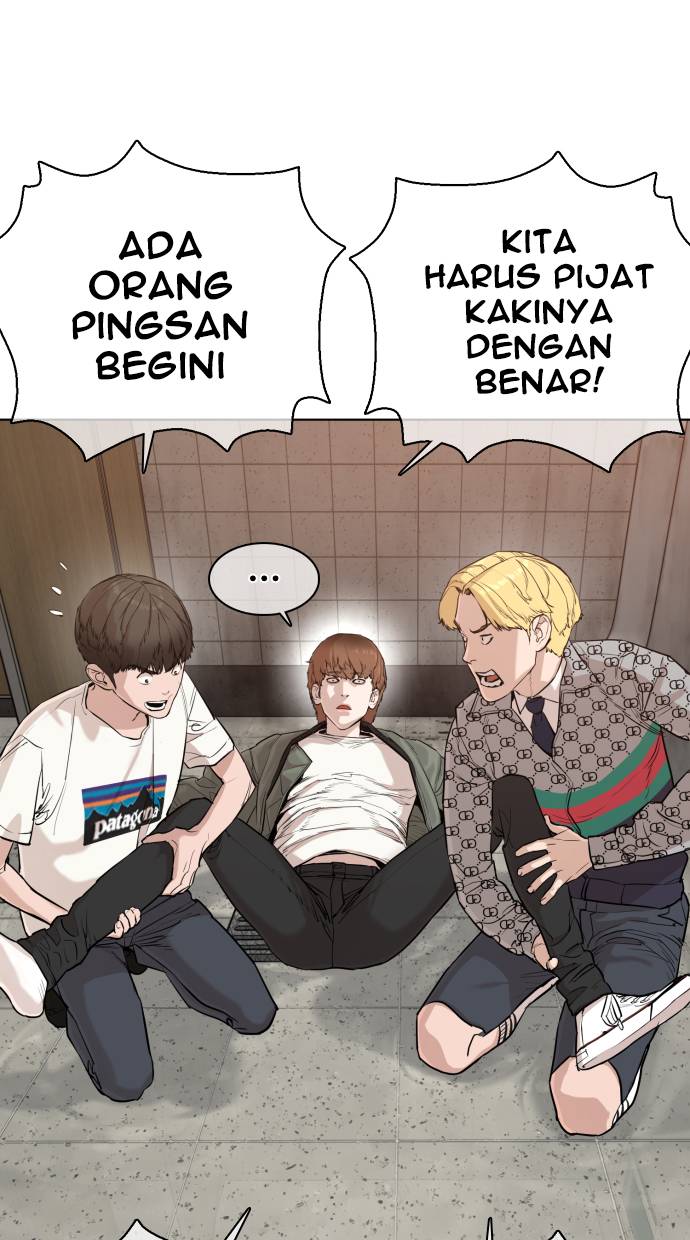 ADA
ORANG
PINGSAN
BEGINI
KITA
HARUS PIJAT
KAKINYA
DENGAN
BENAR!
...
patagonia